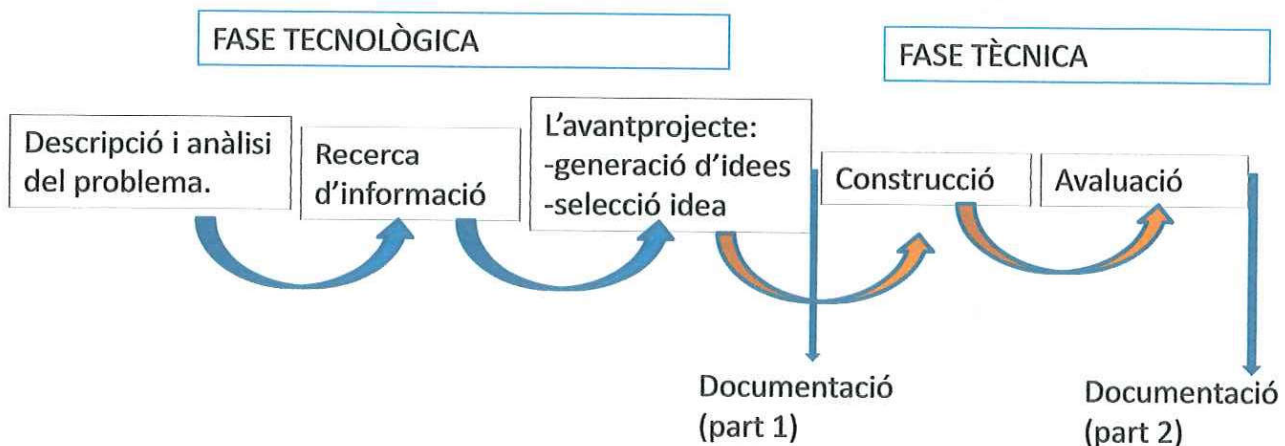 FASE TECNOLÒGICA
FASE TÈCNICA
Descripció i anàlisi
del problema.
Recerca
d'informació
L'avantprojecte:
-generació d'idees
-selecció idea
Construcció
Avaluació
Documentació
(part 1)
Documentació
(part 2)